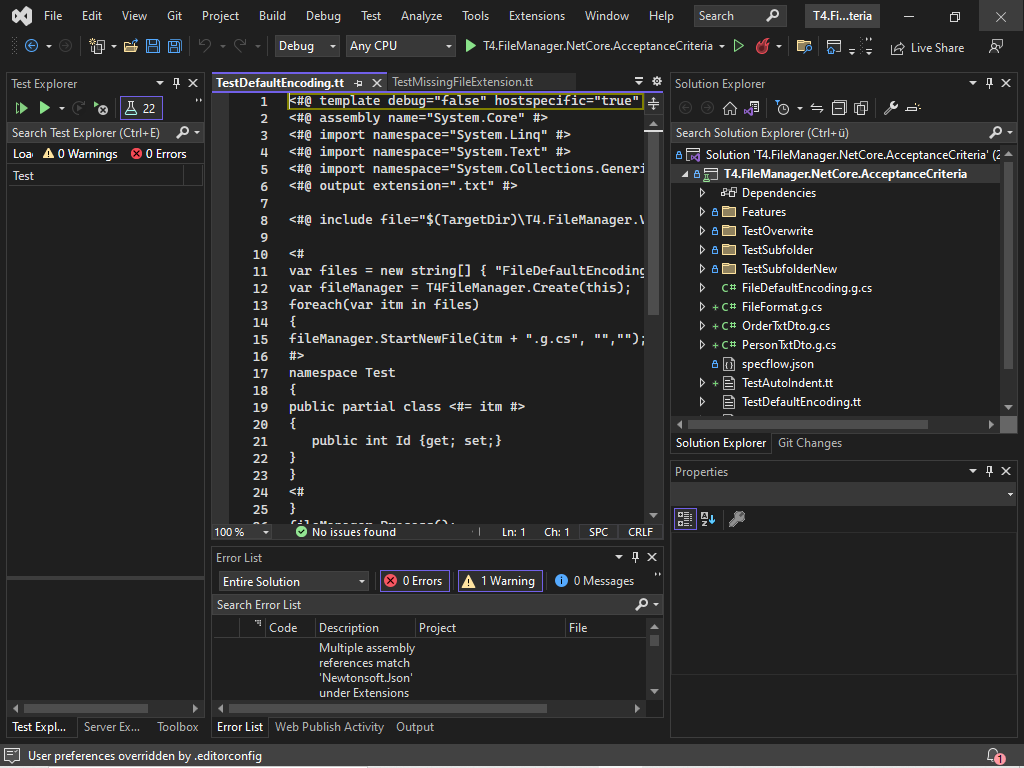 File Edit View Git Project Build Debug Test Analyze Tools Extensions Window Help Search T4.Fi...teria
Debug Any CPU T4.FileManager.NetCore.AcceptanceCriteria Live Share
Test Explorer
22
Search Test Explorer (Ctrl+E)
Loa 0 Warnings 0 Errors
Test
Test Expl... Server Ex... Toolbox
TestDefaultEncoding.tt TestMissingFileExtension.tt
1 <#@ template debug="false" hostspecific="true"
2 <#@ assembly name="System.Core" #>
3 <#@ import namespace="System.Linq" #>
4 <#@ import namespace="System.Text" #>
5 <#@ import namespace="System.Collections.Generi
6 <#@ output extension=".txt" #>
7
8 <#@ include file="$(TargetDir)\T4.FileManager.V
9
10 <#
11 var files = new string[] { "FileDefaultEncoding
12 var fileManager = T4FileManager.Create(this);
13 foreach(var itm in files)
14 {
15 fileManager.StartNewFile(itm + ".g.cs", "","");
16 #>
17 namespace Test
18 {
19 public partial class <#= itm #>
20 {
21 public int Id {get; set;}
22 }
23 }
24 <#
25 }
26 fileManager.Process();
100 % No issues found Ln: 1 Ch: 1 SPC CRLF
Error List
Entire Solution 0 Errors 1 Warning 0 Messages
Search Error List
Code Description Project File
Multiple assembly
references match
'Newtonsoft.Json'
under Extensions
Error List Web Publish Activity Output
Solution Explorer
Search Solution Explorer (Ctrl+ü)
Solution 'T4.FileManager.NetCore.AcceptanceCriteria' (2
T4.FileManager.NetCore.AcceptanceCriteria
Dependencies
Features
TestOverwrite
TestSubfolder
TestSubfolderNew
C# FileDefaultEncoding.g.cs
+ C# FileFormat.g.cs
+ C# OrderTxtDto.g.cs
+ C# PersonTxtDto.g.cs
specflow.json
+ TestAutoIndent.tt
TestDefaultEncoding.tt
Solution Explorer Git Changes
Properties
User preferences overridden by .editorconfig 1